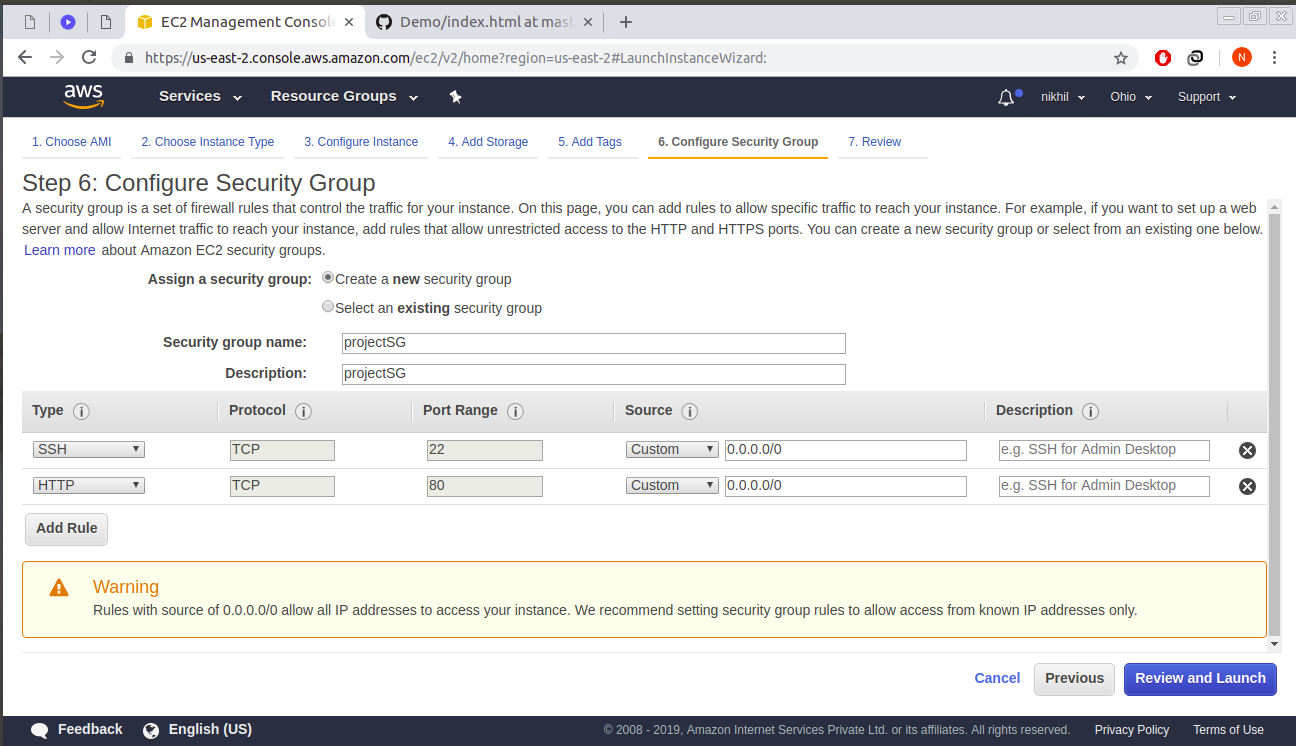 EC2 Management Consol
Demo/index.html at mast
https://us-east-2.console.aws.amazon.com/ec2/v2/home?region=us-east-2#LaunchInstanceWizard:
N
aws
Services
Resource Groups
nikhil
Ohio
Support
1. Choose AMI
2. Choose Instance Type
3. Configure Instance
4. Add Storage
5. Add Tags
6. Configure Security Group
7. Review
Step 6: Configure Security Group
A security group is a set of firewall rules that control the traffic for your instance. On this page, you can add rules to allow specific traffic to reach your instance. For example, if you want to set up a web
server and allow Internet traffic to reach your instance, add rules that allow unrestricted access to the HTTP and HTTPS ports. You can create a new security group or select from an existing one below.
Learn more about Amazon EC2 security groups.
Assign a security group: Create a new security group
Select an existing security group
Security group name: projectSG
Description: projectSG
Type i Protocol i Port Range i Source i Description i
SSH TCP 22 Custom 0.0.0.0/0 e.g. SSH for Admin Desktop
HTTP TCP 80 Custom 0.0.0.0/0 e.g. SSH for Admin Desktop
Add Rule
Warning
Rules with source of 0.0.0.0/0 allow all IP addresses to access your instance. We recommend setting security group rules to allow access from known IP addresses only.
Cancel Previous Review and Launch
Feedback English (US) © 2008 - 2019, Amazon Internet Services Private Ltd. or its affiliates. All rights reserved. Privacy Policy Terms of Use